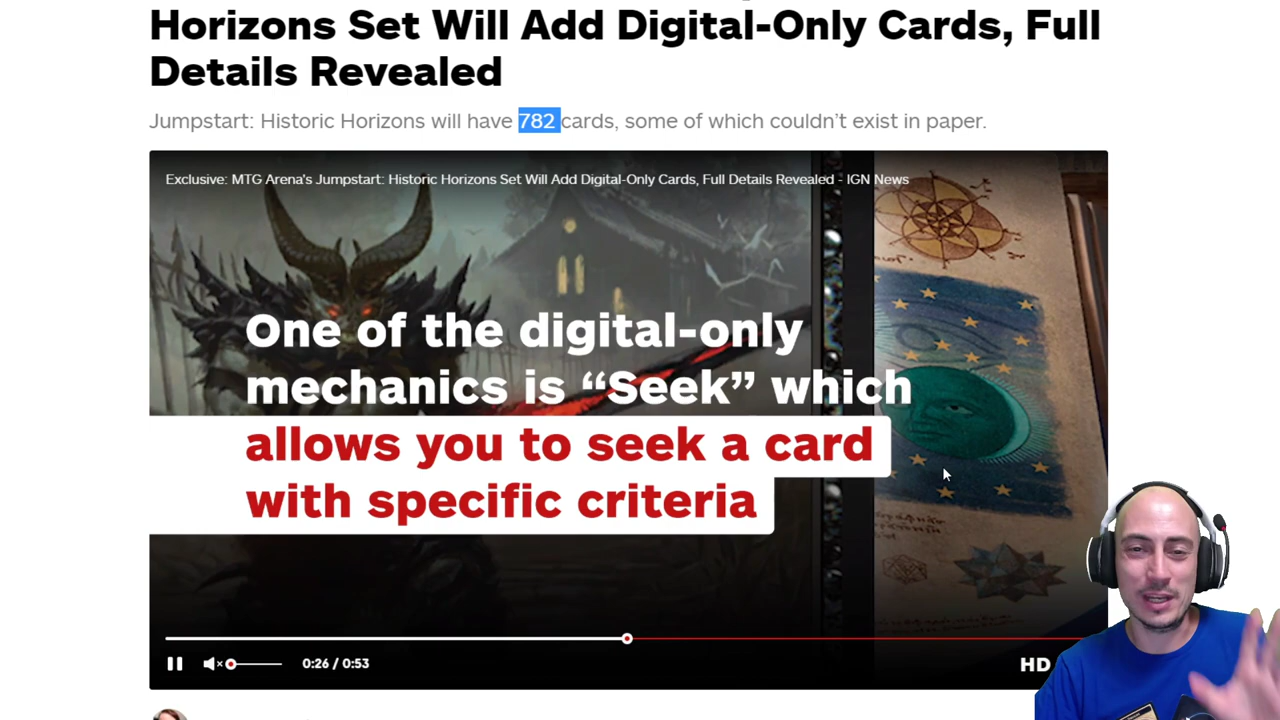 Horizons Set Will Add Digital-Only Cards, Full
Details Revealed
Jumpstart: Historic Horizons will have 782 cards, some of which couldn’t exist in paper.
Exclusive: MTG Arena's Jumpstart: Historic Horizons Set Will Add Digital-Only Cards, Full Details Revealed - IGN News
One of the digital-only
mechanics is “Seek” which
allows you to seek a card
with specific criteria
0:26 / 0:53
HD